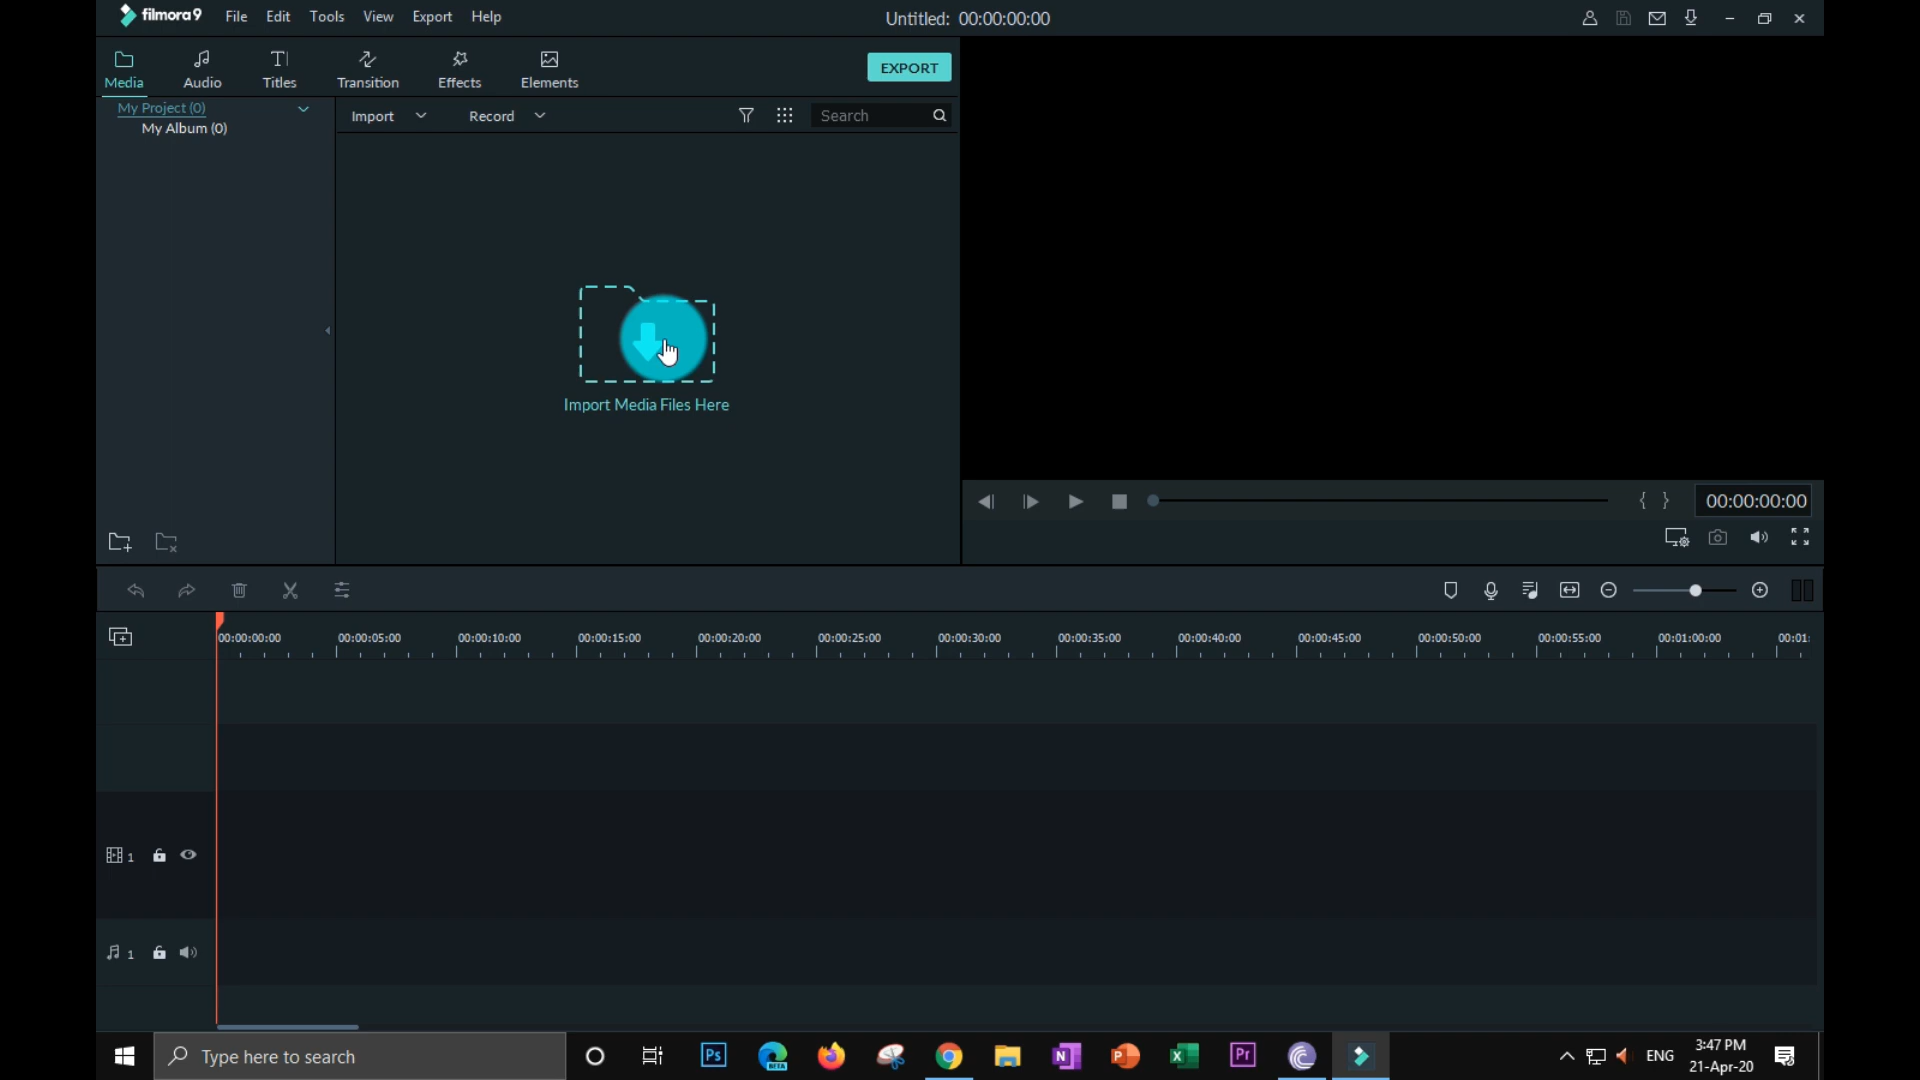 filmora9 File Edit Tools View Export Help Untitled: 00:00:00:00
Media Audio Titles Transition Effects Elements EXPORT
My Project (0)
My Album (0)
Import Record Search
Import Media Files Here
{ } 00:00:00:00
00:00:00:00 00:00:05:00 00:00:10:00 00:00:15:00 00:00:20:00 00:00:25:00 00:00:30:00 00:00:35:00 00:00:40:00 00:00:45:00 00:00:50:00 00:00:55:00 00:01:00:00 00:01:
1
1
Type here to search Ps BETA N P X Pr ENG 3:47 PM
21-Apr-20